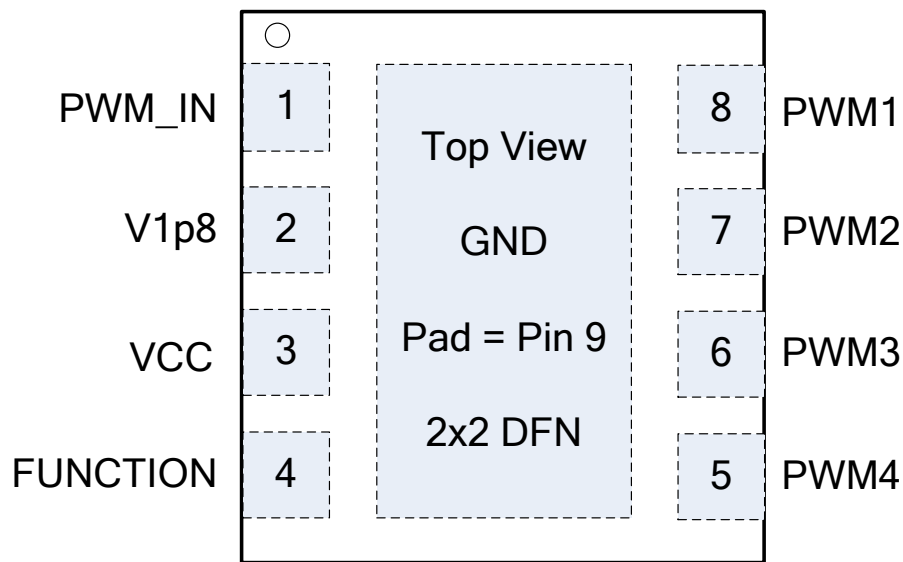 PWM_IN 1 Top View 8 PWM1
V1p8 2 GND 7 PWM2
VCC 3 Pad = Pin 9 6 PWM3
FUNCTION 4 2x2 DFN 5 PWM4